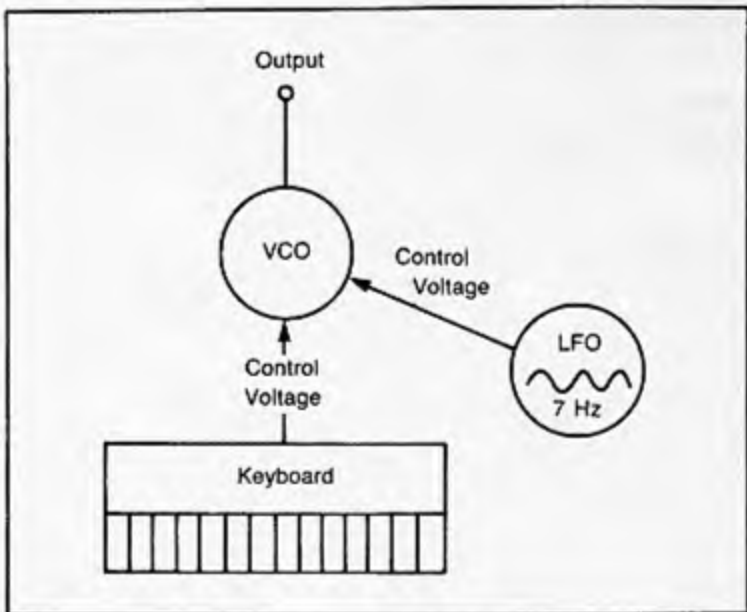 Output
VCO
Control
Voltage
LFO
7 Hz
Control
Voltage
Keyboard